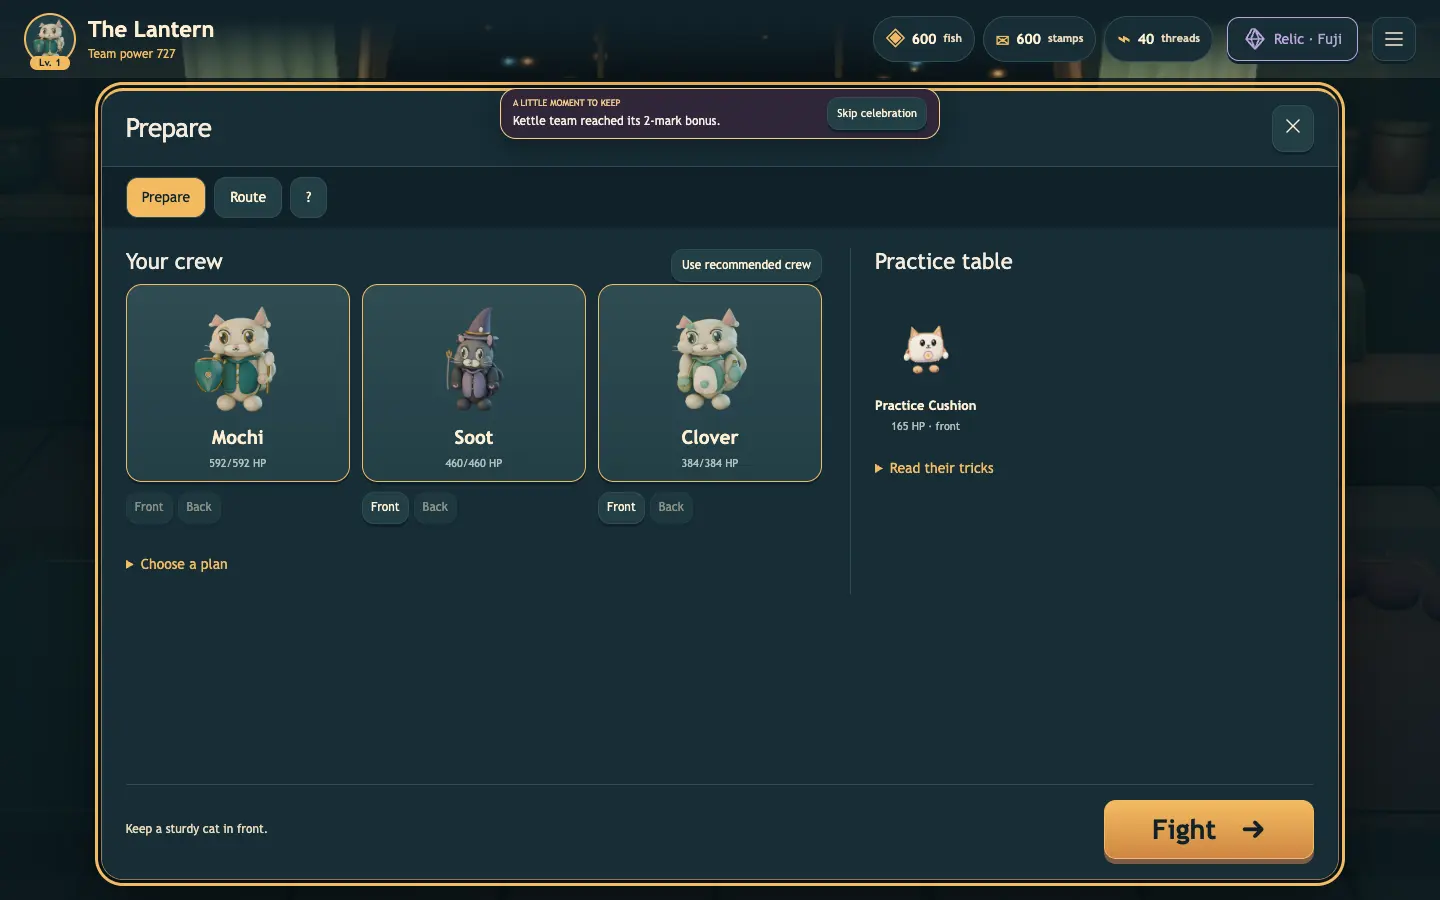 The Lantern
Team power 727
Lv. 1
600 fish
600 stamps
40 threads
Relic · Fuji
A LITTLE MOMENT TO KEEP
Kettle team reached its 2-mark bonus.
Skip celebration
Prepare
Prepare
Route
?
Your crew
Use recommended crew
Mochi
592/592 HP
Front
Back
Soot
460/460 HP
Front
Back
Clover
384/384 HP
Front
Back
Choose a plan
Practice table
Practice Cushion
165 HP · front
Read their tricks
Keep a sturdy cat in front.
Fight